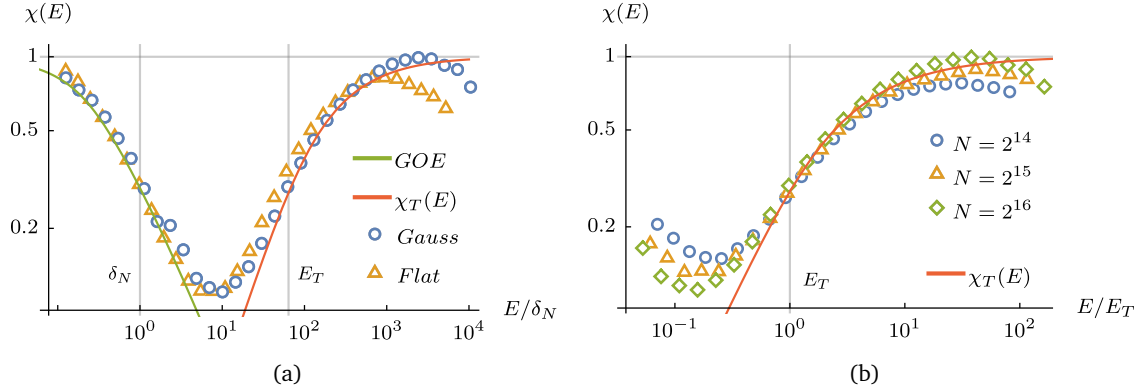 χ(E)
1
0.5
0.2
GOE
χ_T(E)
Gauss
Flat
δ_N
E_T
10^0
10^1
10^2
10^3
10^4
E/δ_N
(a)
χ(E)
1
0.5
0.2
N = 2^14
N = 2^15
N = 2^16
χ_T(E)
E_T
10^-1
10^0
10^1
10^2
E/E_T
(b)